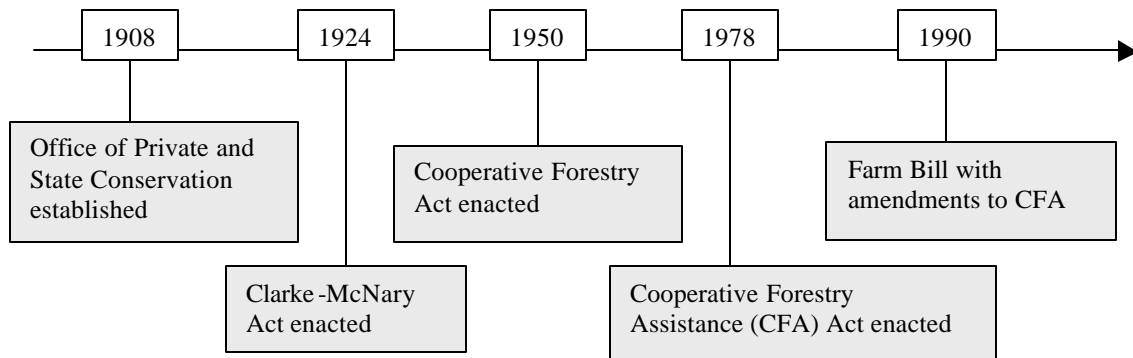 1908
1924
1950
1978
1990
Office of Private and
State Conservation
established
Cooperative Forestry
Act enacted
Farm Bill with
amendments to CFA
Clarke-McNary
Act enacted
Cooperative Forestry
Assistance (CFA) Act enacted